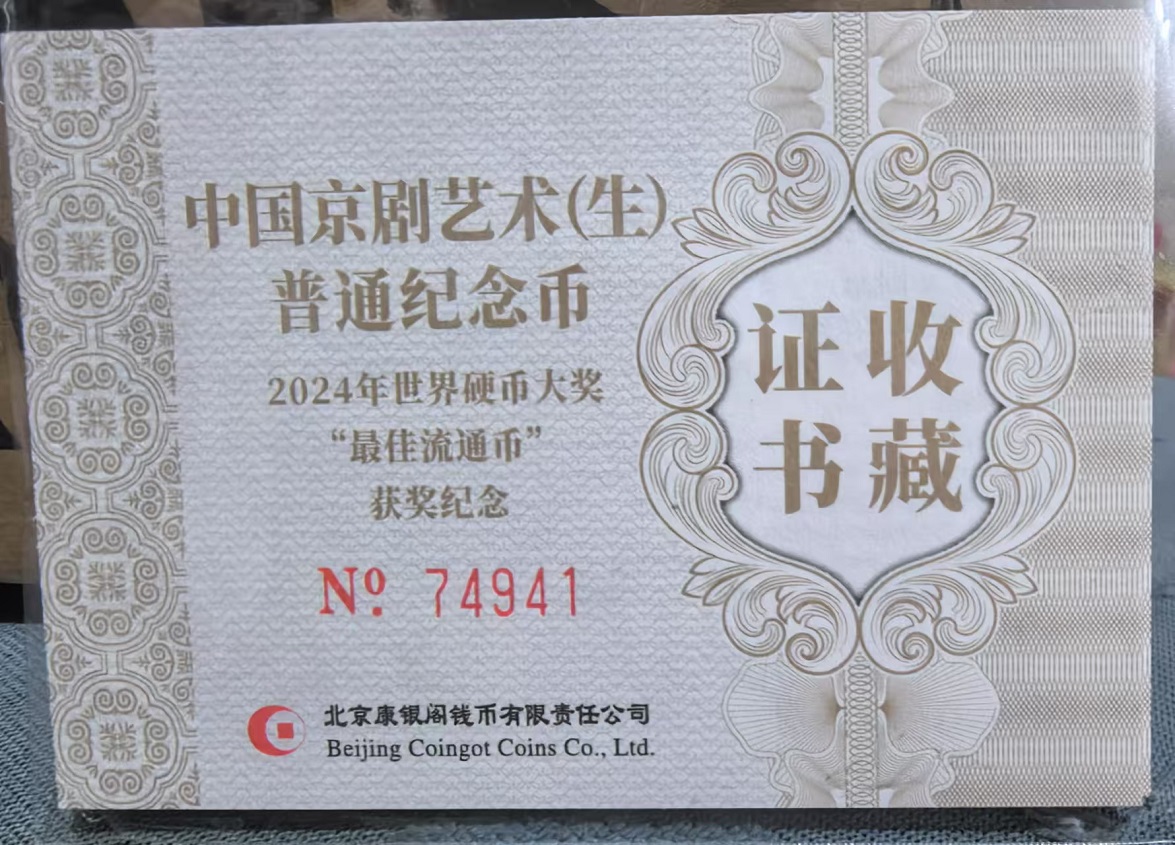 中国京剧艺术(生)
普通纪念币
2024年世界硬币大奖
“最佳流通币”
获奖纪念
Nº. 74941
北京康银阁钱币有限责任公司
Beijing Coingot Coins Co., Ltd.
收藏
证书